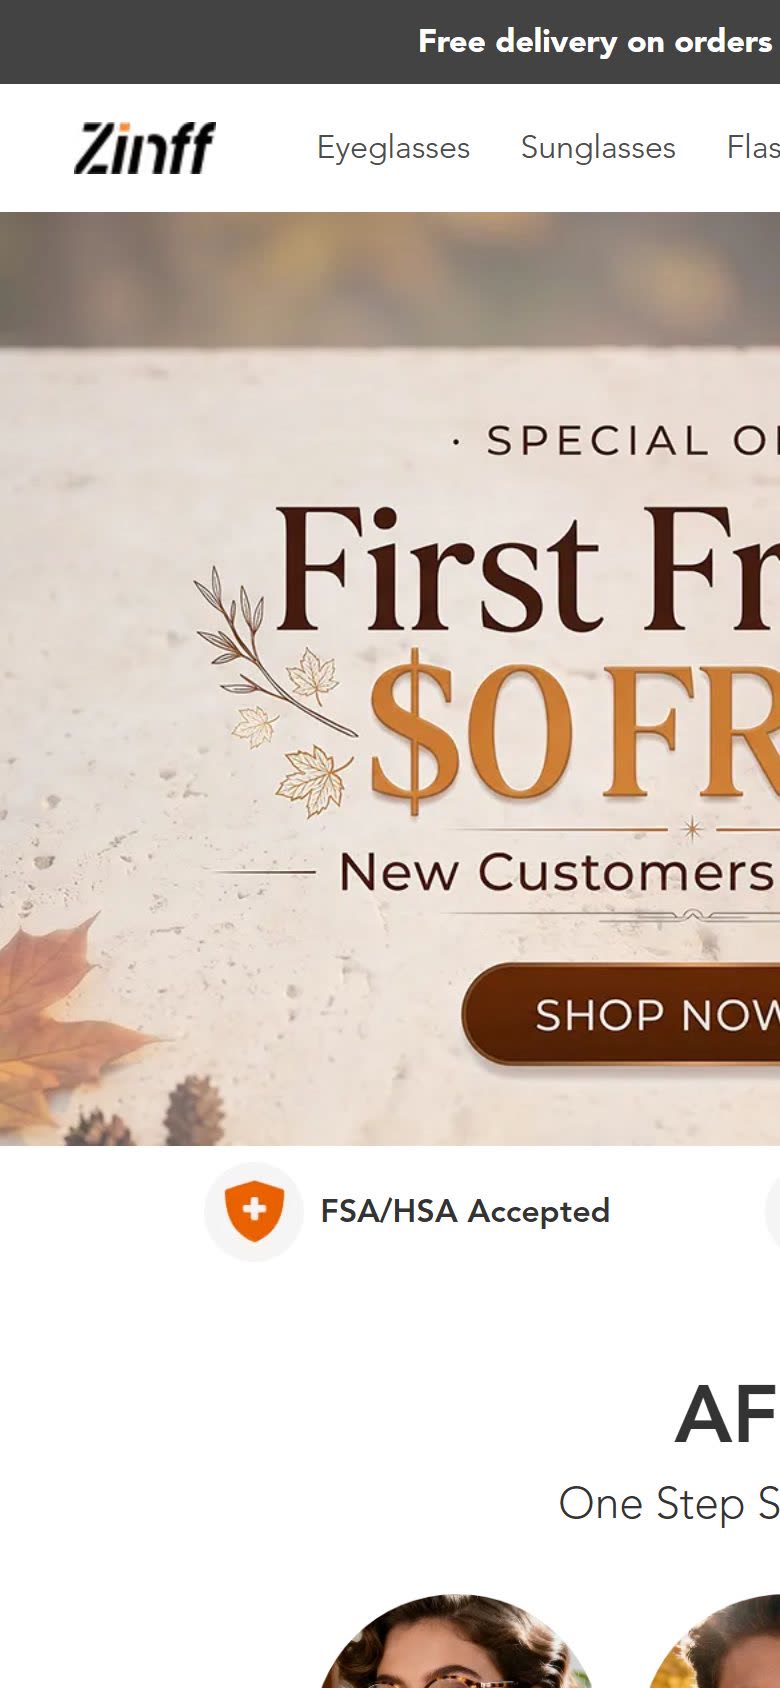 Free delivery on orders
Zinff
Eyeglasses Sunglasses Flas
· SPECIAL O
First Fr
$0 FR
New Customers
SHOP NOW
FSA/HSA Accepted
AF
One Step S